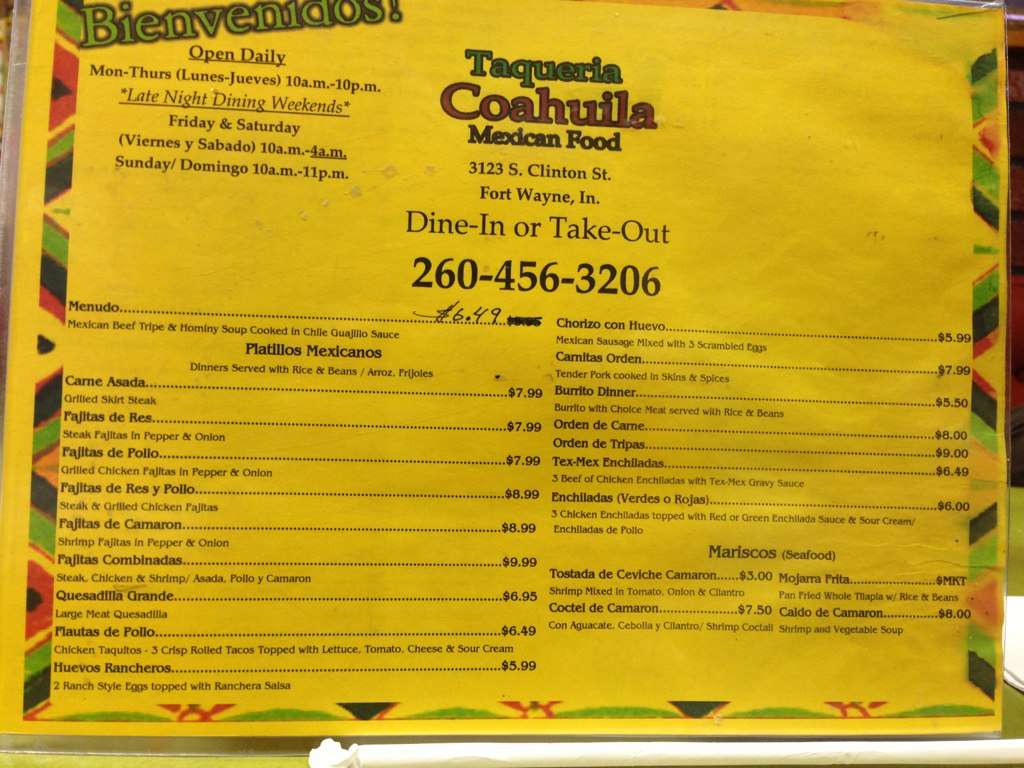 Bienvenidos!
Open Daily
Mon-Thurs (Lunes-Jueves) 10a.m.-10p.m.
*Late Night Dining Weekends*
Friday & Saturday
(Viernes y Sabado) 10a.m.-4a.m.
Sunday/ Domingo 10a.m.-11p.m.
Taqueria
Coahuila
Mexican Food
3123 S. Clinton St.
Fort Wayne, In.
Dine-In or Take-Out
260-456-3206
Menudo...$6.49
Mexican Beef Tripe & Hominy Soup Cooked in Chile Guajillo Sauce
Platillos Mexicanos
Dinners Served with Rice & Beans / Arroz, Frijoles
Carne Asada...$7.99
Grilled Skirt Steak
Fajitas de Res...$7.99
Steak Fajitas in Pepper & Onion
Fajitas de Pollo...$7.99
Grilled Chicken Fajitas in Pepper & Onion
Fajitas de Res y Pollo...$8.99
Steak & Grilled Chicken Fajitas
Fajitas de Camaron...$8.99
Shrimp Fajitas in Pepper & Onion
Fajitas Combinadas...$9.99
Steak, Chicken & Shrimp/ Asada, Pollo y Camaron
Quesadilla Grande...$6.95
Large Meat Quesadilla
Flautas de Pollo...$6.49
Chicken Taquitos - 3 Crisp Rolled Tacos Topped with Lettuce, Tomato, Cheese & Sour Cream
Huevos Rancheros...$5.99
2 Ranch Style Eggs topped with Ranchera Salsa
Chorizo con Huevo...$5.99
Mexican Sausage Mixed with 3 Scrambled Eggs
Carnitas Orden...$7.99
Tender Pork cooked in Skins & Spices
Burrito Dinner...$5.50
Burrito with Choice Meat served with Rice & Beans
Orden de Carne...$8.00
Orden de Tripas...$9.00
Tex-Mex Enchiladas...$6.49
3 Beef of Chicken Enchiladas with Tex-Mex Gravy Sauce
Enchiladas (Verdes o Rojas)...$6.00
3 Chicken Enchiladas topped with Red or Green Enchilada Sauce & Sour Cream/
Enchiladas de Pollo
Mariscos (Seafood)
Tostada de Ceviche Camaron...$3.00
Shrimp Mixed in Tomato, Onion & Cilantro
Coctel de Camaron...$7.50
Con Aguacate, Cebolla y Cilantro/ Shrimp Coctail
Mojarra Frita...$MKT
Pan Fried Whole Tilapia w/ Rice & Beans
Caldo de Camaron...$8.00
Shrimp and Vegetable Soup